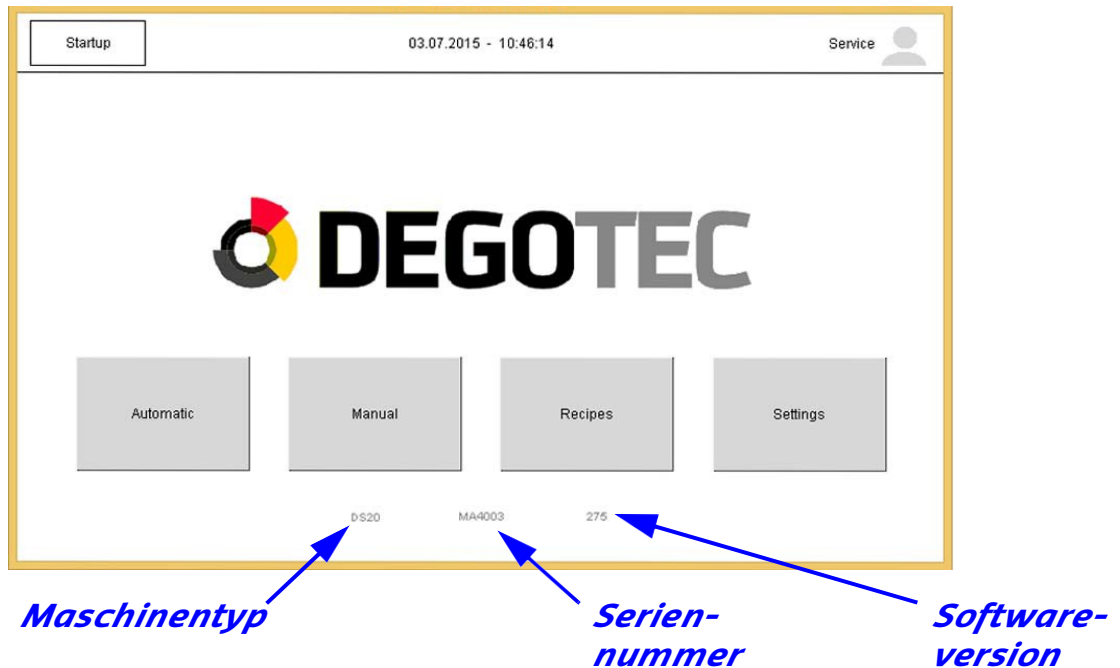 Startup 03.07.2015 - 10:46:14 Service
DEGOTEC
Automatic Manual Recipes Settings
DS20 MA4003 275
Maschinentyp
Serien-
nummer
Software-
version